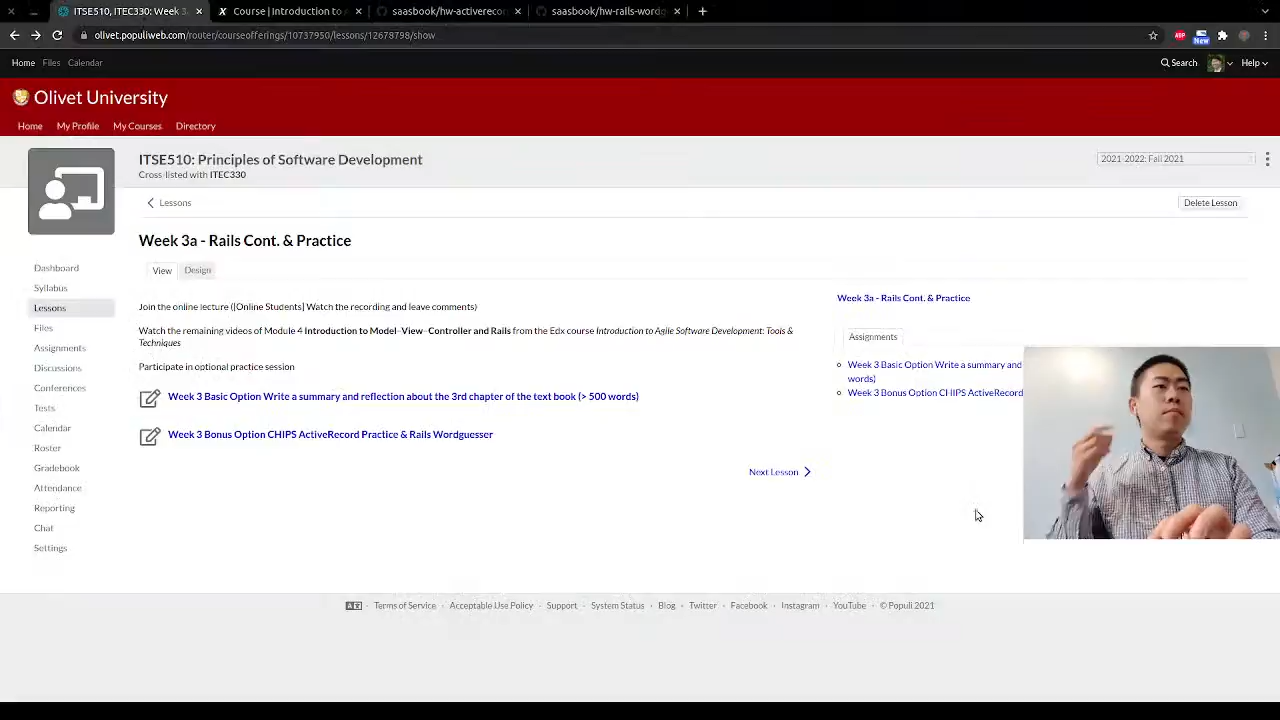 ITSE510, ITEC330: Week 3
Course | Introduction to A
saasbook/hw-activerecor
saasbook/hw-rails-wordg
olivet.populiweb.com/router/courseofferings/10737950/lessons/12678798/show
ABP
New
Home Files Calendar
Search
Help
Olivet University
Home My Profile My Courses Directory
ITSE510: Principles of Software Development
Cross-listed with ITEC330
2021-2022: Fall 2021
Lessons
Delete Lesson
Week 3a - Rails Cont. & Practice
View Design
Dashboard
Syllabus
Lessons
Files
Assignments
Discussions
Conferences
Tests
Calendar
Roster
Gradebook
Attendance
Reporting
Chat
Settings
Join the online lecture ([Online Students] Watch the recording and leave comments)
Watch the remaining videos of Module 4 Introduction to Model–View–Controller and Rails from the Edx course Introduction to Agile Software Development: Tools &
Techniques
Participate in optional practice session
Week 3 Basic Option Write a summary and reflection about the 3rd chapter of the text book (> 500 words)
Week 3 Bonus Option CHIPS ActiveRecord Practice & Rails Wordguesser
Next Lesson
Week 3a - Rails Cont. & Practice
Assignments
Week 3 Basic Option Write a summary and
words)
Week 3 Bonus Option CHIPS ActiveRecord
Terms of Service · Acceptable Use Policy · Support · System Status · Blog · Twitter · Facebook · Instagram · YouTube · © Populi 2021